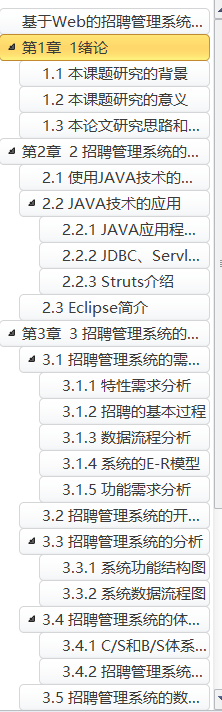 基于Web的招聘管理系统...
第1章 1绪论
1.1 本课题研究的背景
1.2 本课题研究的意义
1.3 本论文研究思路和...
第2章 2 招聘管理系统的...
2.1 使用JAVA技术的...
2.2 JAVA技术的应用
2.2.1 JAVA应用程...
2.2.2 JDBC、Servl...
2.2.3 Struts介绍
2.3 Eclipse简介
第3章 3 招聘管理系统的...
3.1 招聘管理系统的需...
3.1.1 特性需求分析
3.1.2 招聘的基本过程
3.1.3 数据流程分析
3.1.4 系统的E-R模型
3.1.5 功能需求分析
3.2 招聘管理系统的开...
3.3 招聘管理系统的分析
3.3.1 系统功能结构图
3.3.2 系统数据流程图
3.4 招聘管理系统的体...
3.4.1 C/S和B/S体系...
3.4.2 招聘管理系统...
3.5 招聘管理系统的数...